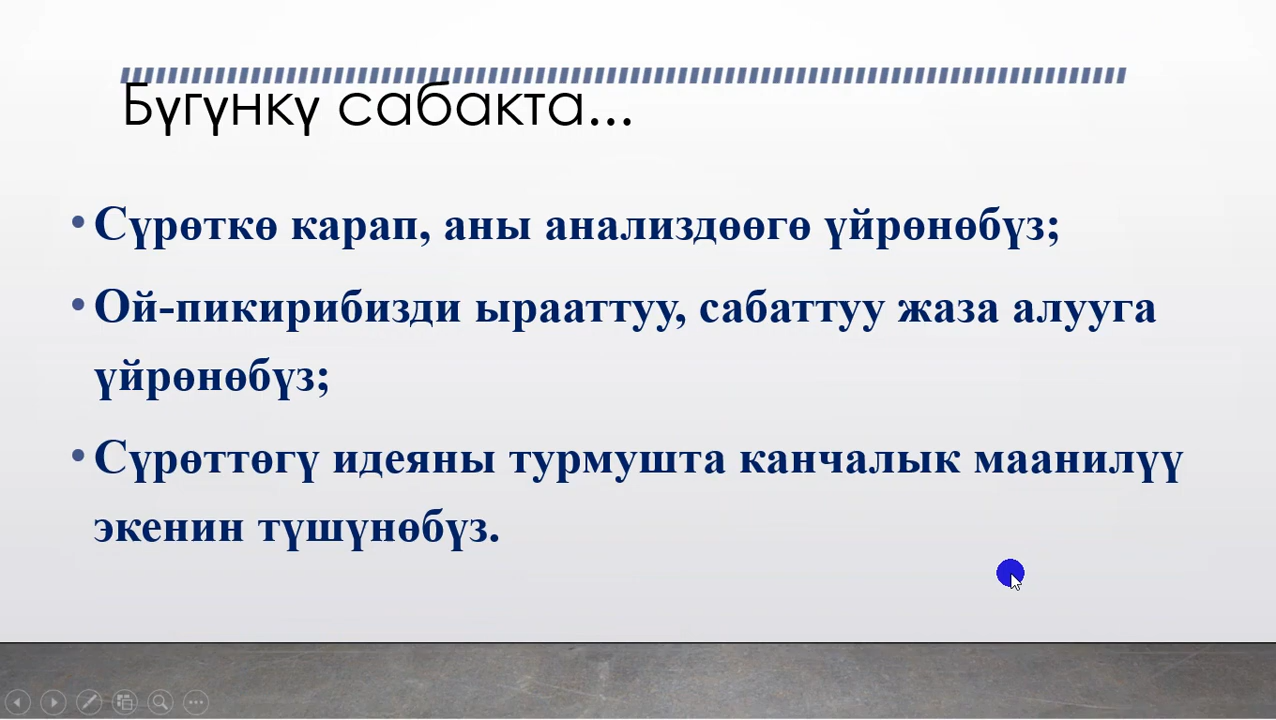 Бүгүнкү сабакта...
• Сүрөткө карап, аны анализдөөгө үйрөнөбүз;
• Ой-пикирибизди ырааттуу, сабаттуу жаза алууга
үйрөнөбүз;
• Сүрөттөгү идеяны турмушта канчалык маанилүү
экенин түшүнөбүз.